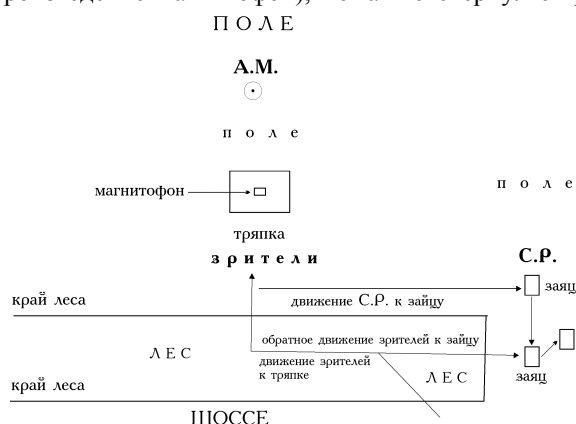 ПОЛЕ
А.М.
поле
магнитофон
поле
тряпка
зрители
С.Р.
заяц
край леса
движение С.Р. к зайцу
обратное движение зрителей к зайцу
ЛЕС
движение зрителей
к тряпке
ЛЕС
заяц
край леса
ШОССЕ